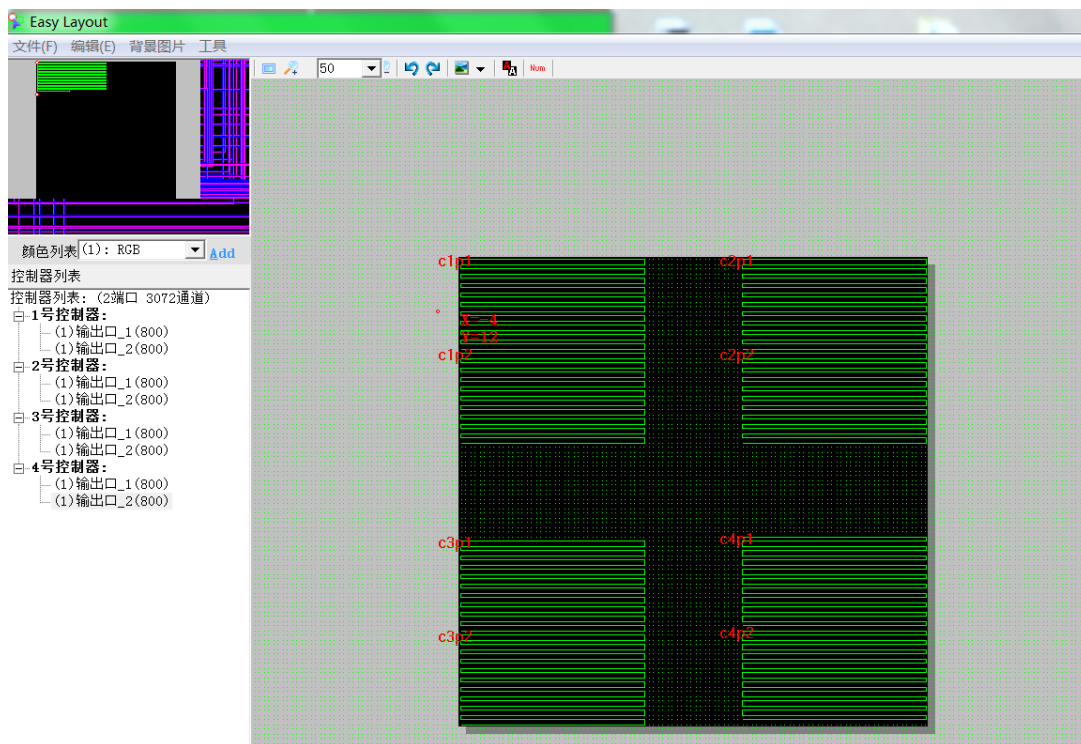 Easy Layout
文件(F) 编辑(E) 背景图片 工具
50 Num
颜色列表 (1): RGB Add
控制器列表
控制器列表: (2端口 3072通道)
1号控制器:
(1)输出口_1(800)
(1)输出口_2(800)
2号控制器:
(1)输出口_1(800)
(1)输出口_2(800)
3号控制器:
(1)输出口_1(800)
(1)输出口_2(800)
4号控制器:
(1)输出口_1(800)
(1)输出口_2(800)
c1p1 c2p1
X=-4
Y=12
c1p2 c2p2
c3p1 c4p1
c3p2 c4p2